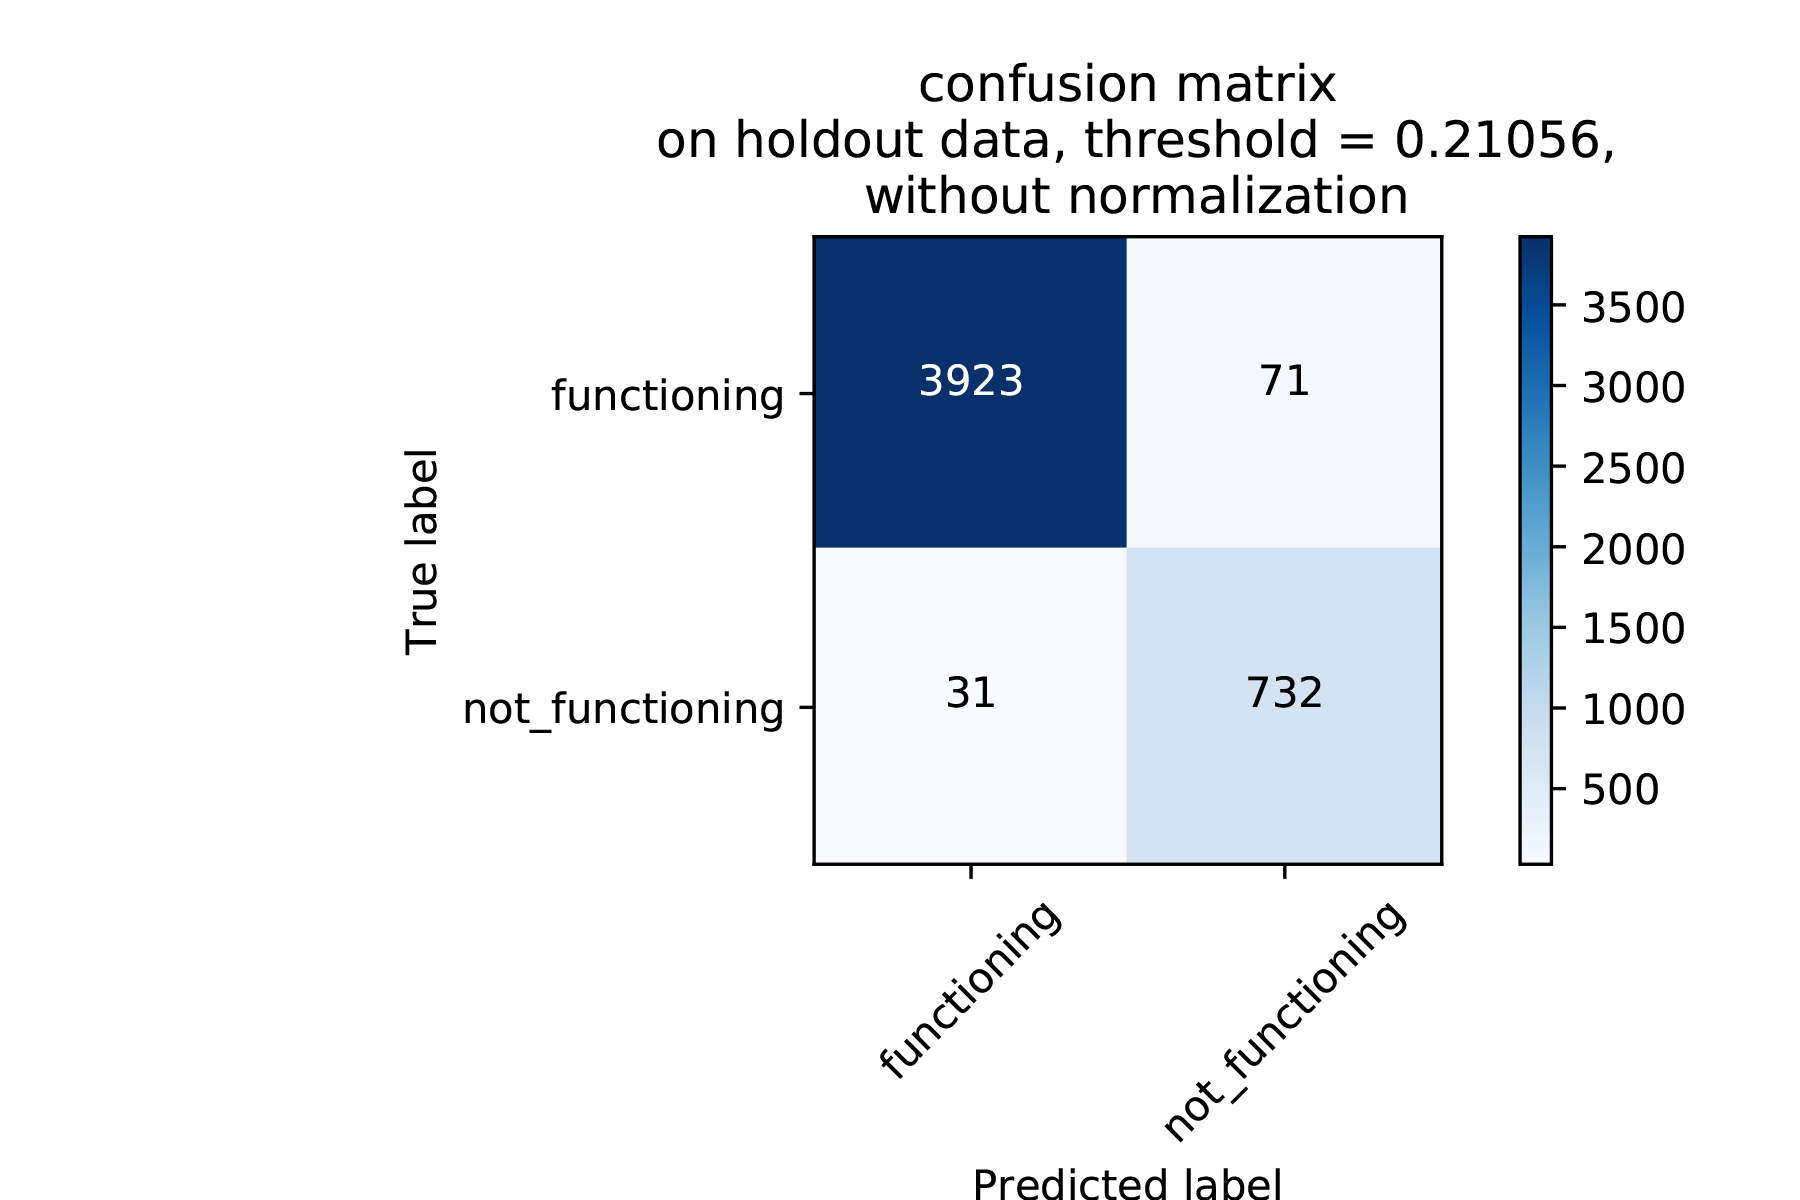 confusion matrix
on holdout data, threshold = 0.21056,
without normalization
3923
71
31
732
functioning
not_functioning
True label
functioning
not_functioning
Predicted label
3500
3000
2500
2000
1500
1000
500